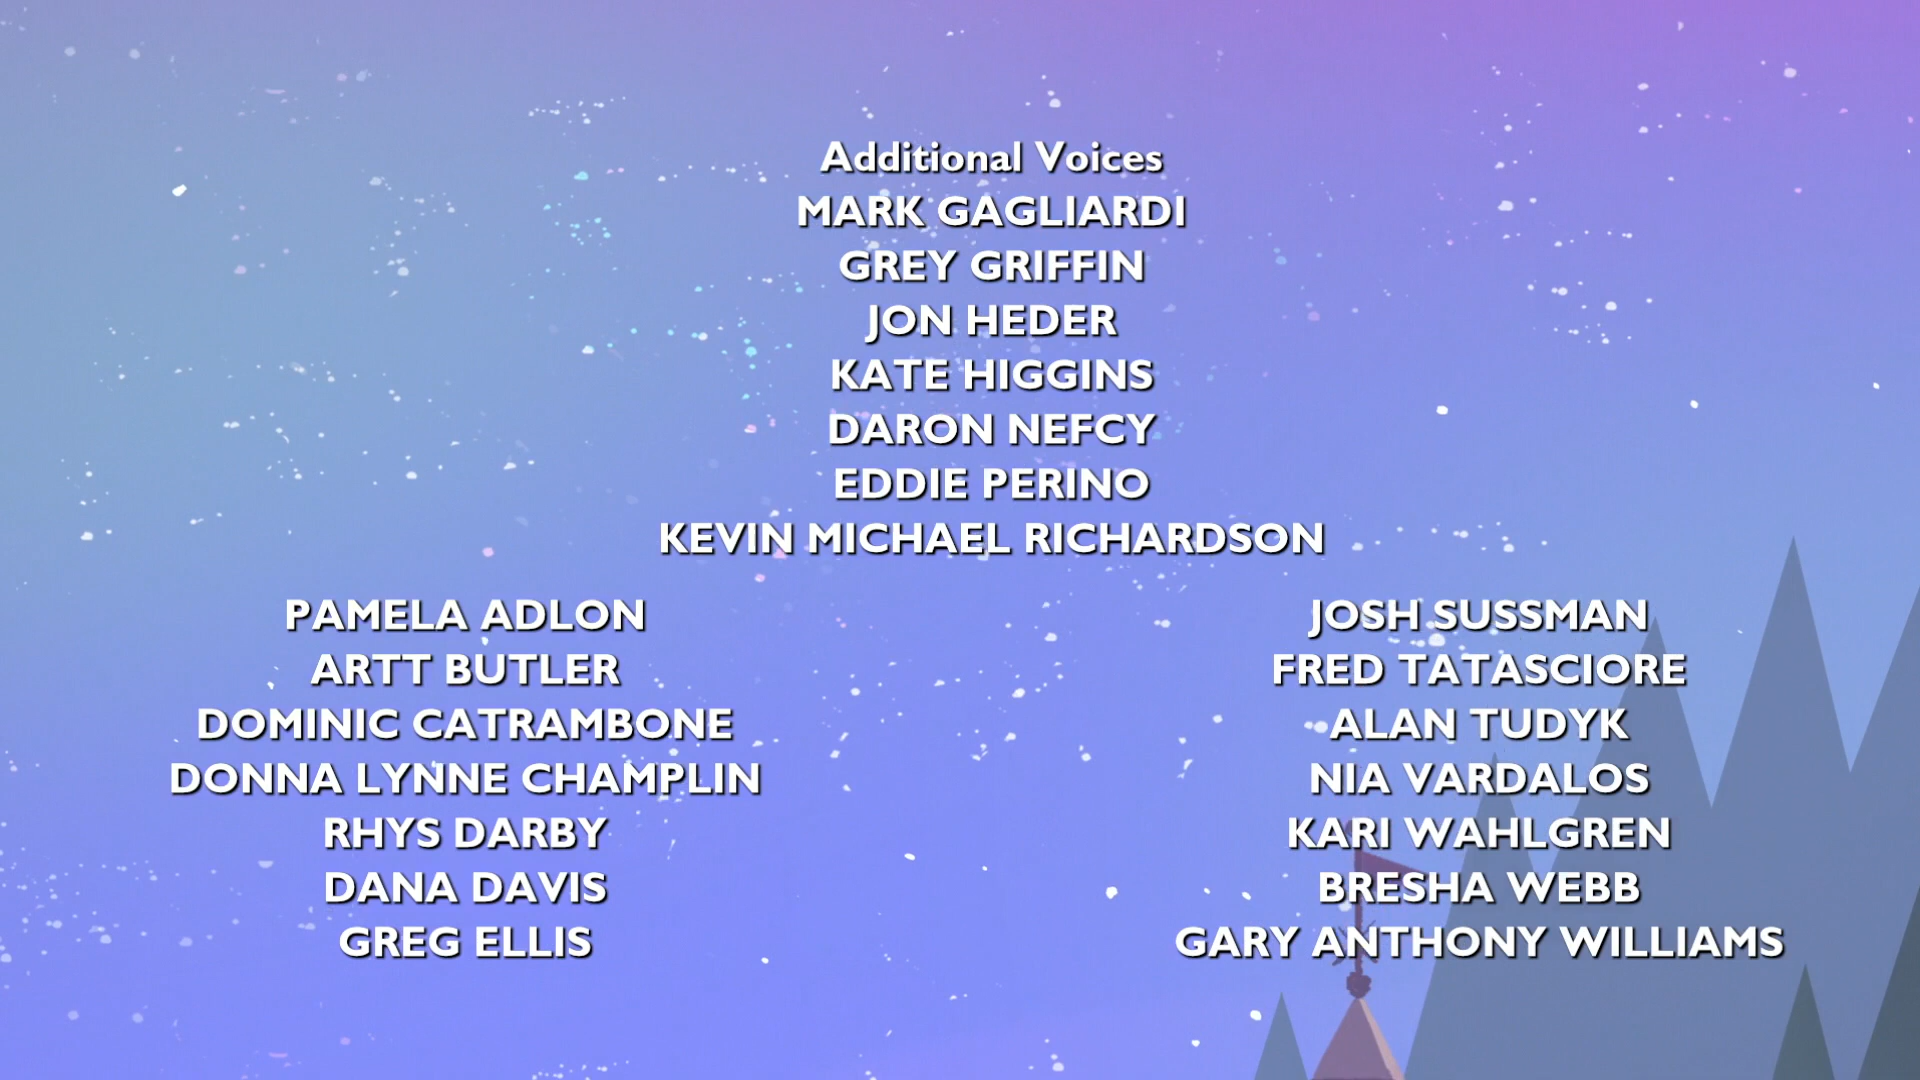 Additional Voices
MARK GAGLIARDI
GREY GRIFFIN
JON HEDER
KATE HIGGINS
DARON NEFCY
EDDIE PERINO
KEVIN MICHAEL RICHARDSON
PAMELA ADLON
ARTT BUTLER
DOMINIC CATRAMBONE
DONNA LYNNE CHAMPLIN
RHYS DARBY
DANA DAVIS
GREG ELLIS
JOSH SUSSMAN
FRED TATASCIORE
ALAN TUDYK
NIA VARDALOS
KARI WAHLGREN
BRESHA WEBB
GARY ANTHONY WILLIAMS